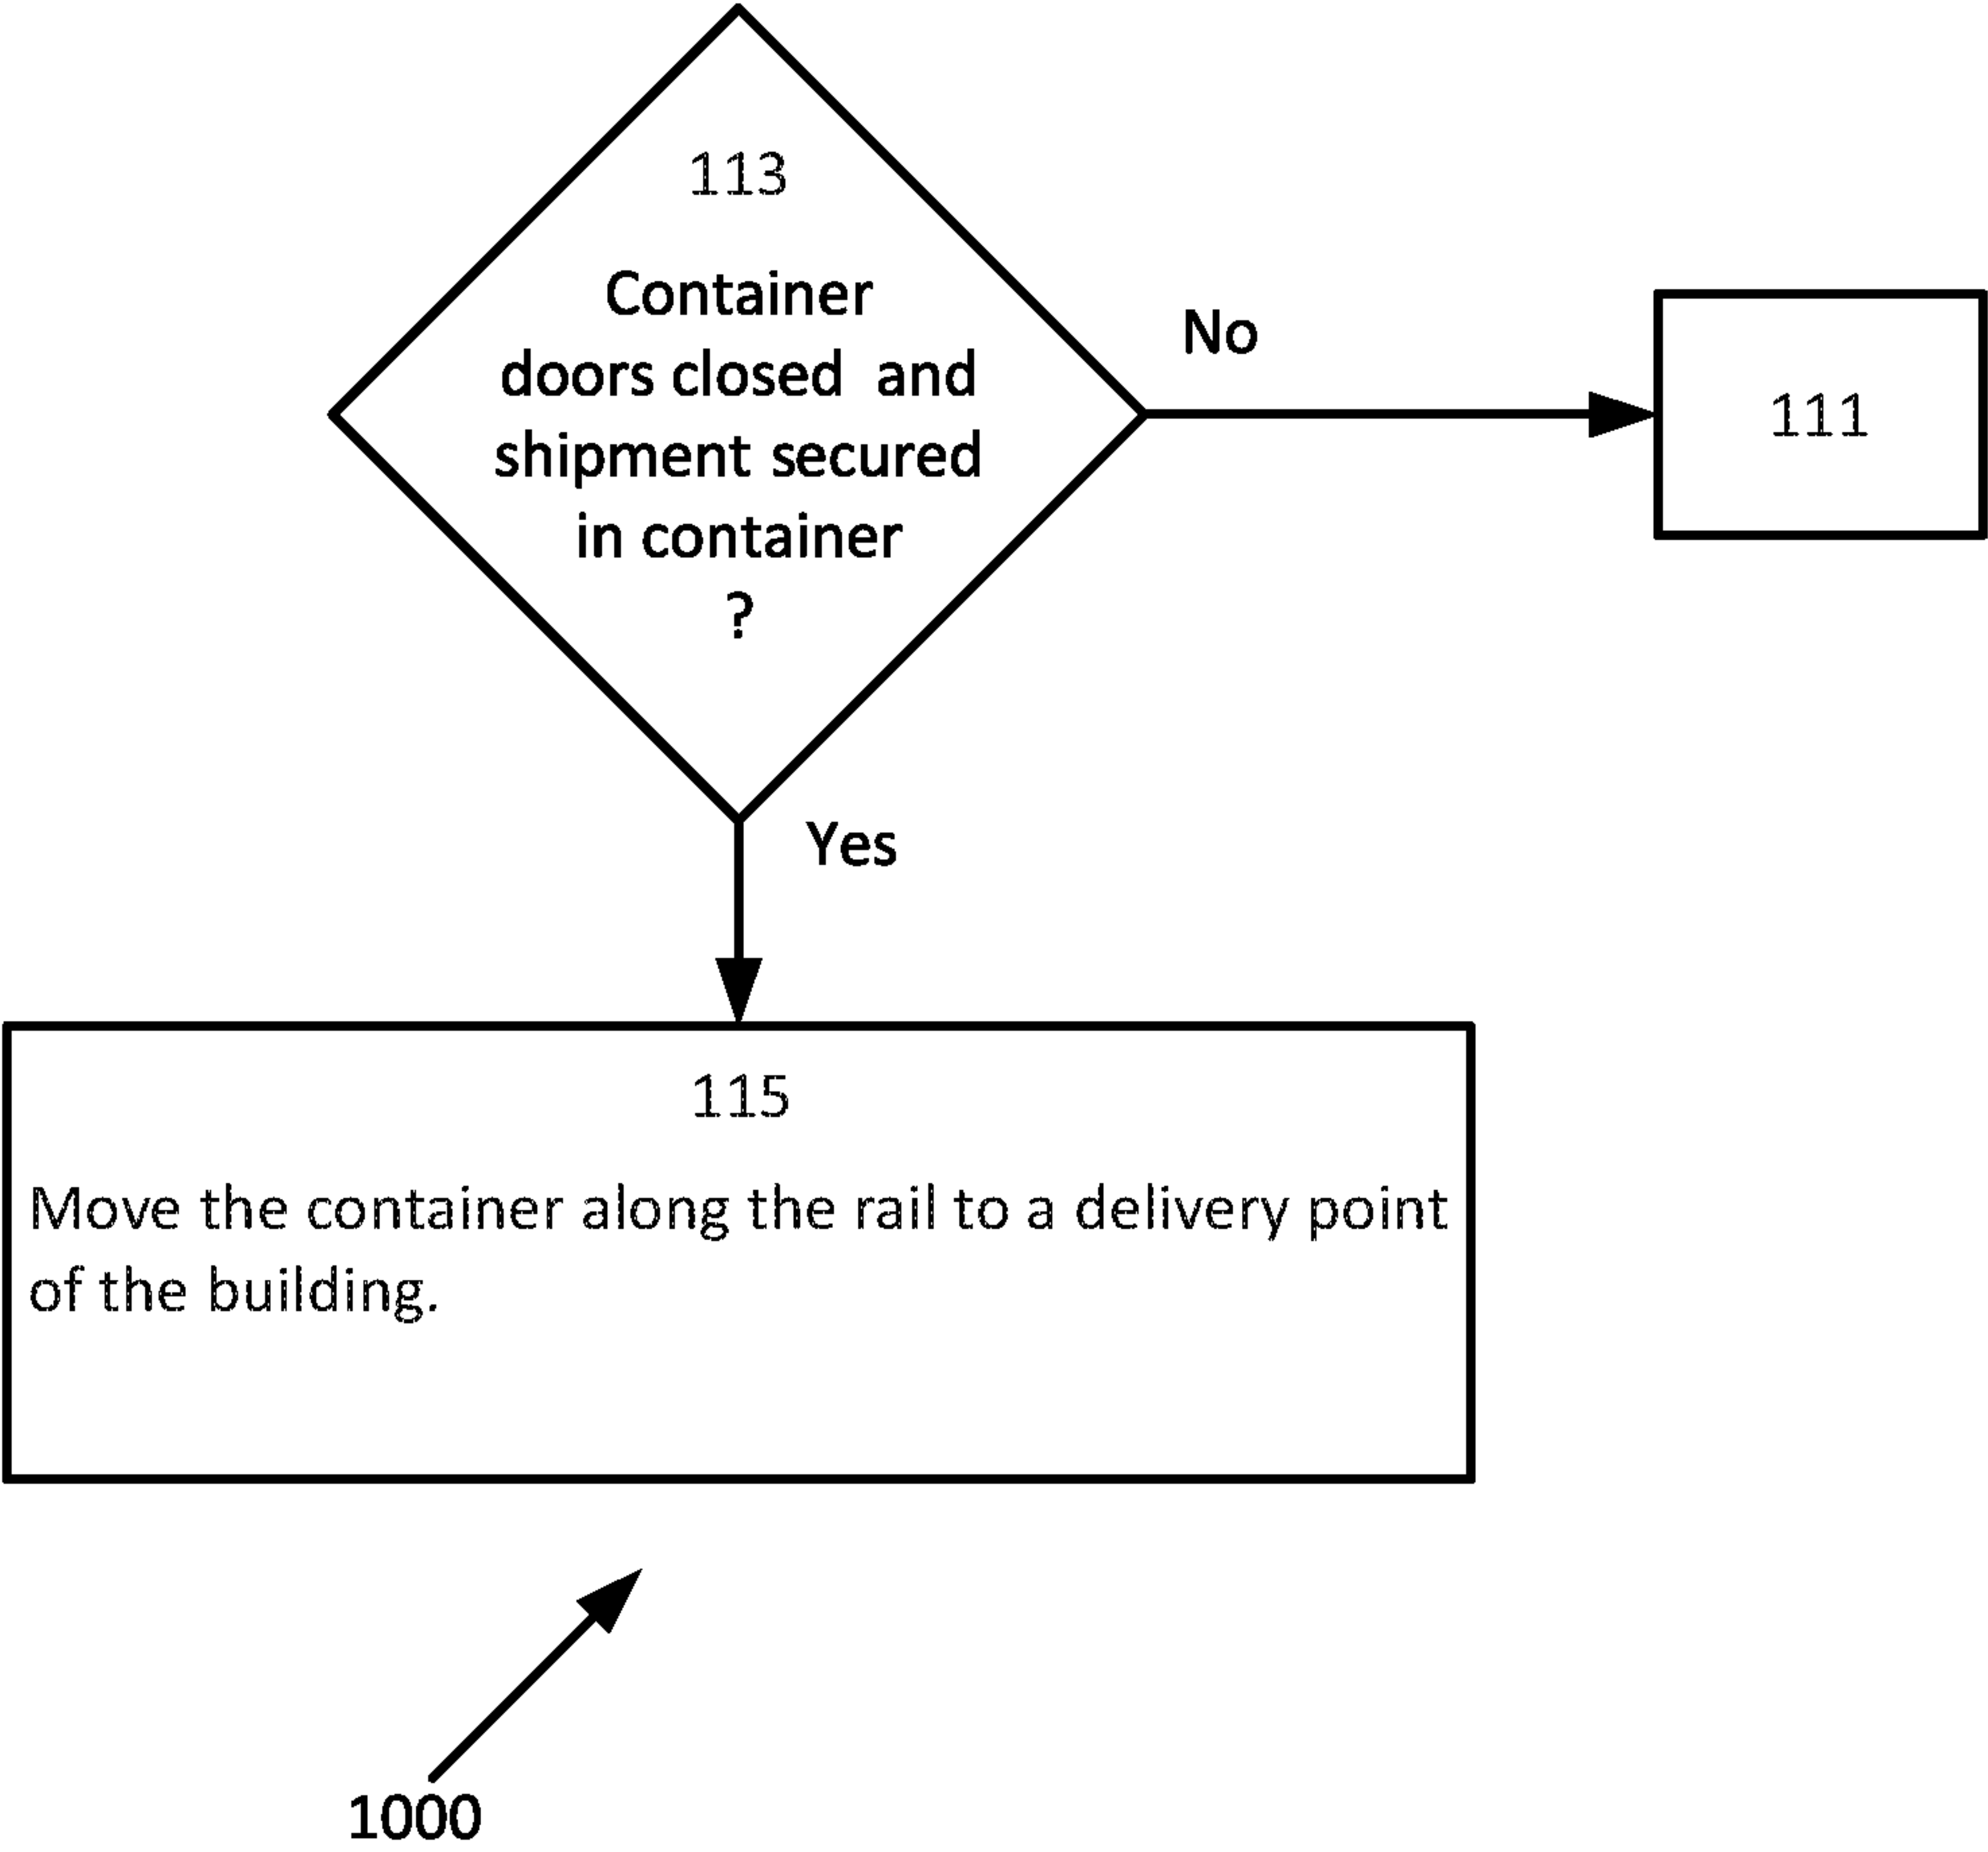 113
Container
doors closed  and
shipment secured
in container
?
No
111
Yes
115
Move the container along the rail to a delivery point
of the building.
1000